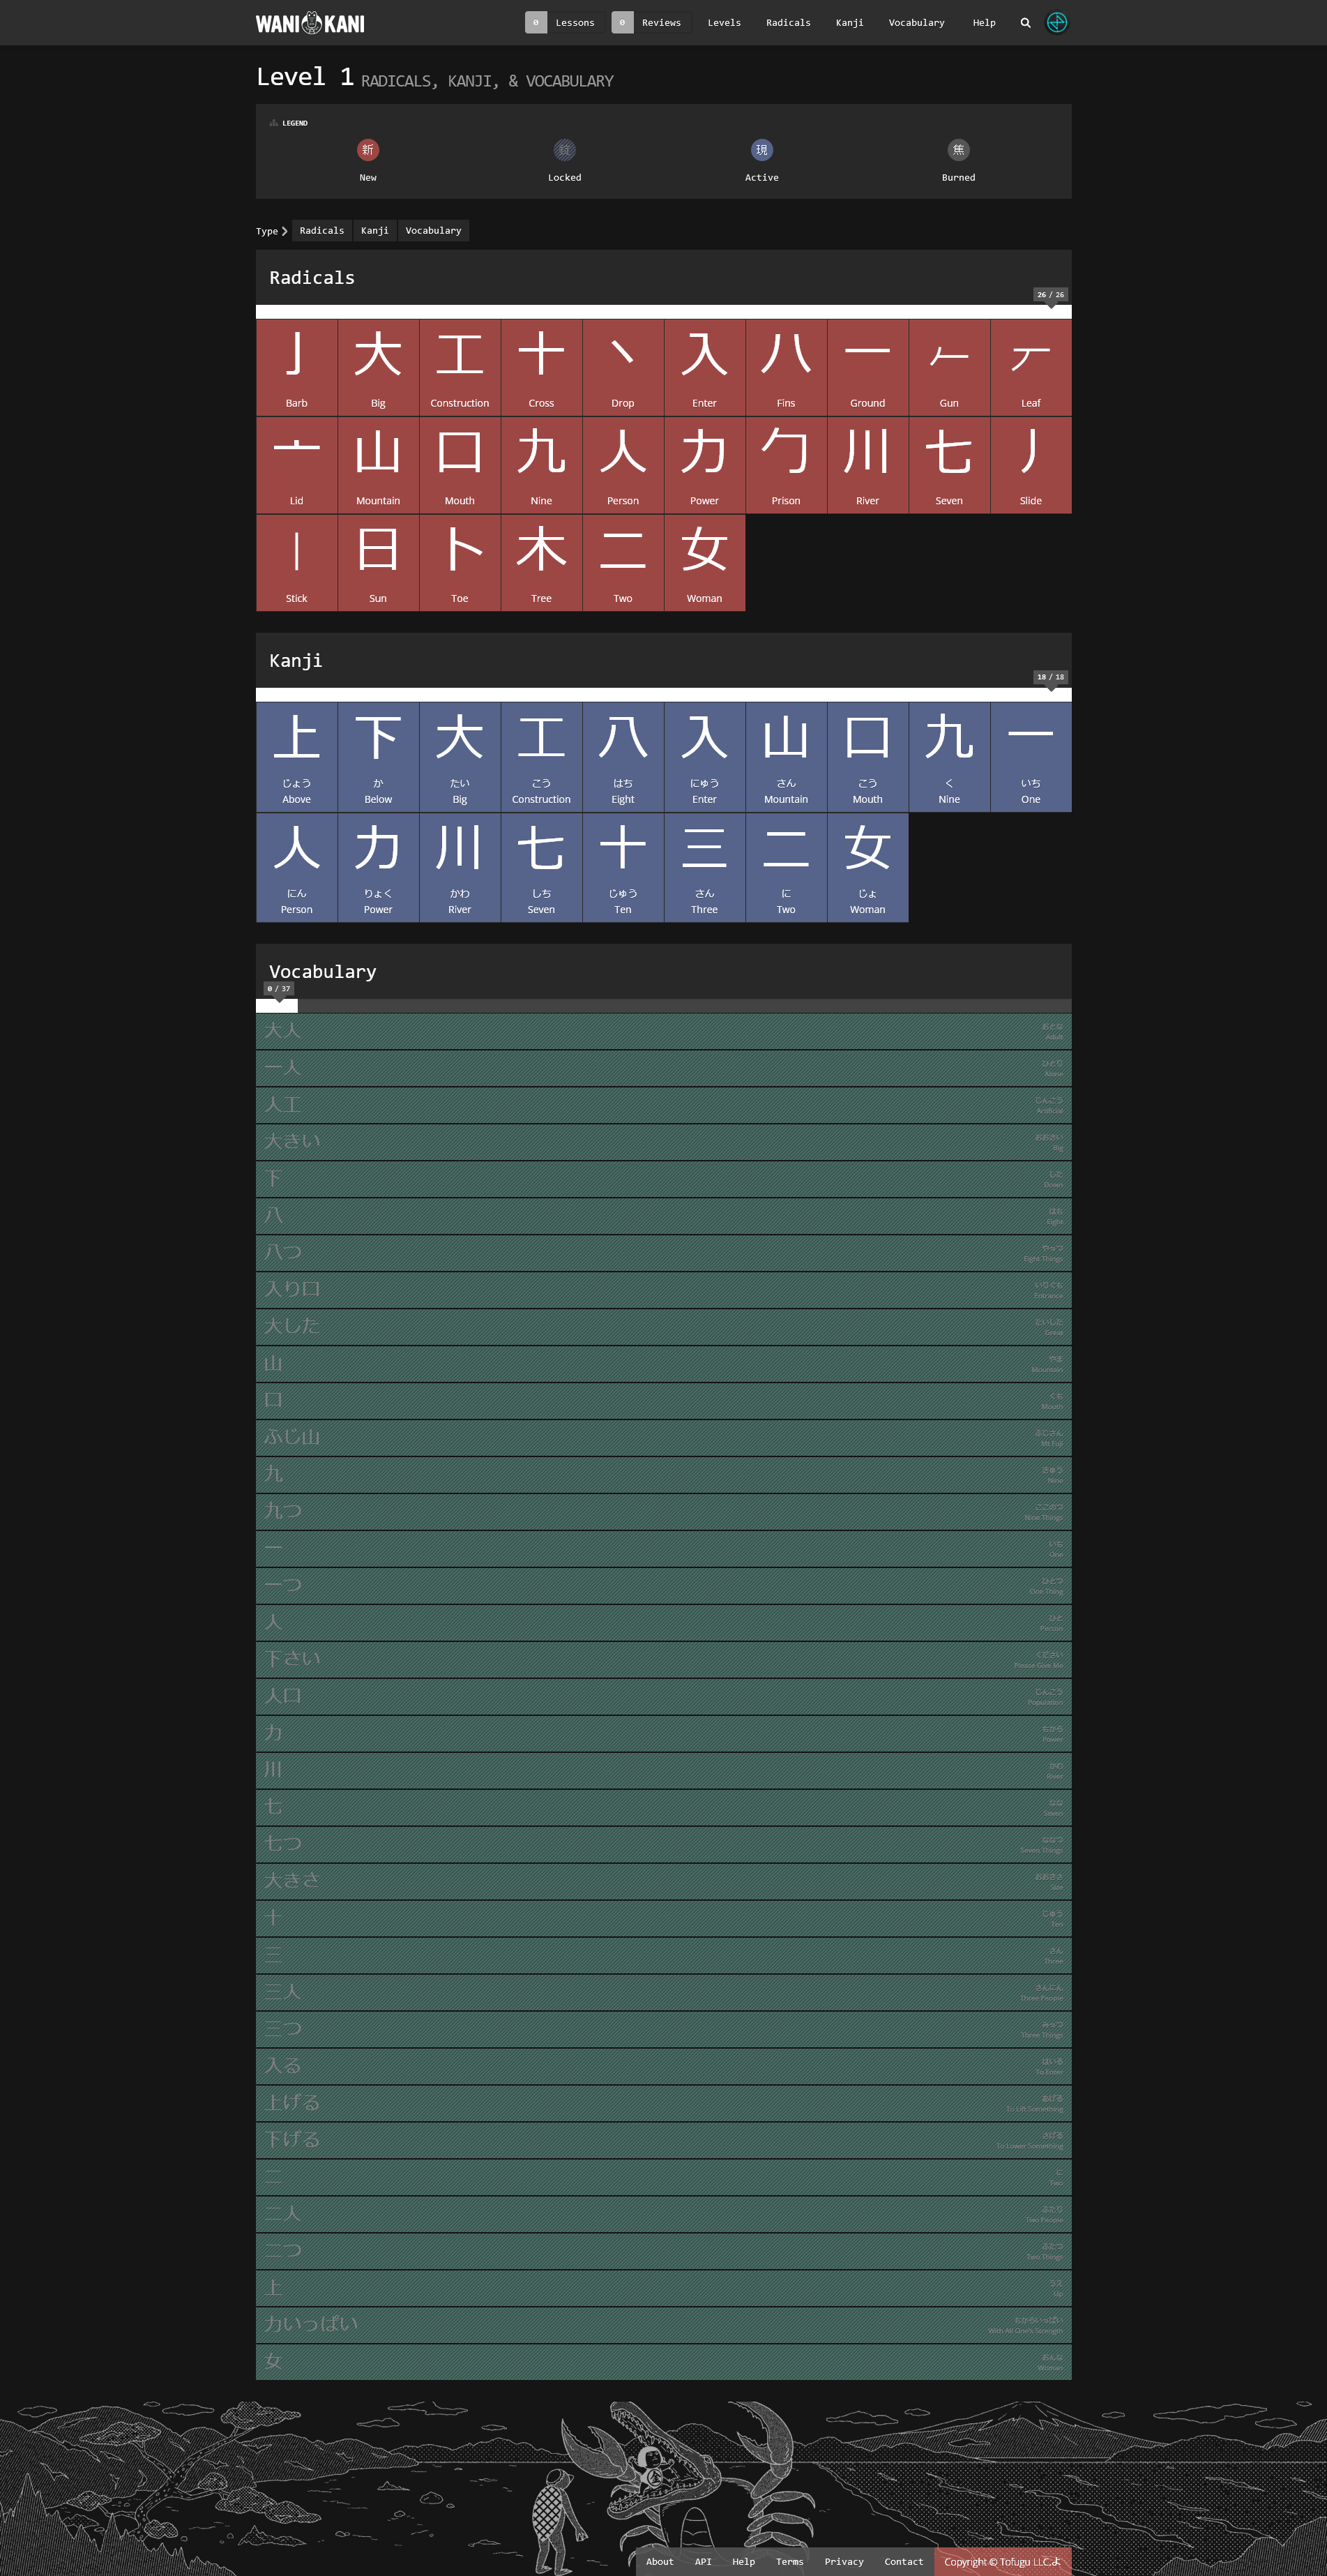 WANI KANI
0 Lessons 0 Reviews Levels Radicals Kanji Vocabulary Help
Level 1 RADICALS, KANJI, & VOCABULARY
LEGEND
新 錠 現 焦
New Locked Active Burned
Type Radicals Kanji Vocabulary
Radicals
26 / 26
亅 大 工 十 丶 入 八 一 𠂉 丆
Barb Big Construction Cross Drop Enter Fins Ground Gun Leaf
亠 山 口 九 人 力 勹 川 七 丿
Lid Mountain Mouth Nine Person Power Prison River Seven Slide
丨 日 ト 木 二 女
Stick Sun Toe Tree Two Woman
Kanji
18 / 18
上 下 大 工 八 入 山 口 九 一
じょう か たい こう はち にゅう さん こう く いち
Above Below Big Construction Eight Enter Mountain Mouth Nine One
人 力 川 七 十 三 二 女
にん りょく かわ しち じゅう さん に じょ
Person Power River Seven Ten Three Two Woman
Vocabulary
0 / 37
大人 おとな
Adult
一人 ひとり
Alone
人工 じんこう
Artificial
大きい おおきい
Big
下 した
Down
八 はち
Eight
八つ やっつ
Eight Things
入り口 いりぐち
Entrance
大した たいした
Great
山 やま
Mountain
口 くち
Mouth
ふじ山 ふじさん
Mt Fuji
九 きゅう
Nine
九つ ここのつ
Nine Things
一 いち
One
一つ ひとつ
One Thing
人 ひと
Person
下さい ください
Please Give Me
人口 じんこう
Population
力 ちから
Power
川 かわ
River
七 なな
Seven
七つ ななつ
Seven Things
大きさ おおきさ
Size
十 じゅう
Ten
三 さん
Three
三人 さんにん
Three People
三つ みっつ
Three Things
入る はいる
To Enter
上げる あげる
To Lift Something
下げる さげる
To Lower Something
二 に
Two
二人 ふたり
Two People
二つ ふたつ
Two Things
上 うえ
Up
力いっぱい ちからいっぱい
With All One's Strength
女 おんな
Woman
About API Help Terms Privacy Contact Copyright © Tofugu LLC.よ